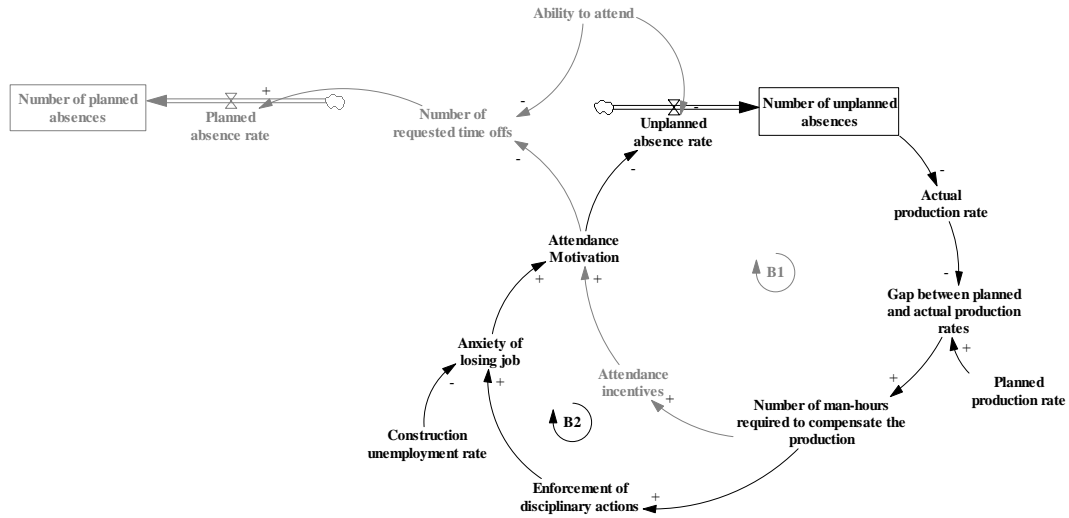 Ability to attend
Number of planned
absences
+
Planned
absence rate
Number of
requested time offs
-
-
Unplanned
absence rate
-
-
Number of unplanned
absences
-
Actual
production rate
-
Attendance
Motivation
+
+
B1
Gap between planned
and actual production
rates
+
+
Planned
production rate
Anxiety of
losing job
-
+
Attendance
incentives
+
B2
Number of man-hours
required to compensate the
production
Construction
unemployment rate
Enforcement of
disciplinary actions
+